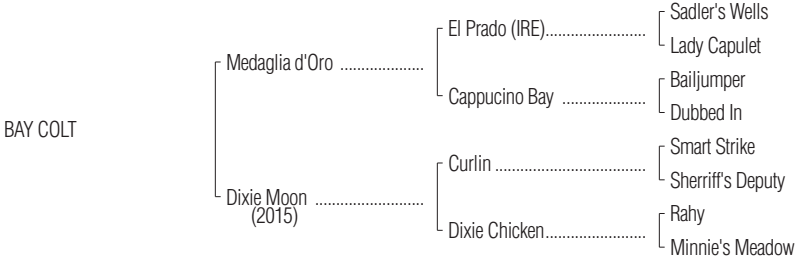 Sadler's Wells
El Prado (IRE)........................
Lady Capulet
Medaglia d'Oro ....................
Bailjumper
Cappucino Bay ....................
Dubbed In
BAY COLT
Smart Strike
Curlin ....................................
Sherriff's Deputy
Dixie Moon ..........................
(2015)
Rahy
Dixie Chicken........................
Minnie's Meadow